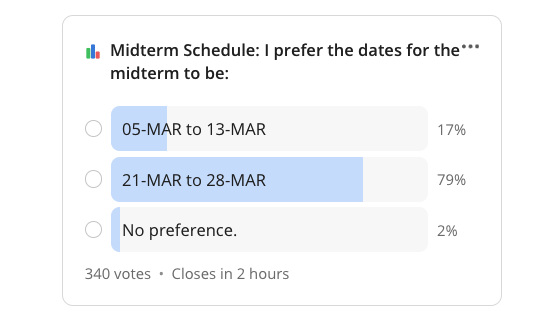 Midterm Schedule: I prefer the dates for the
midterm to be:
05-MAR to 13-MAR 17%
21-MAR to 28-MAR 79%
No preference. 2%
340 votes • Closes in 2 hours